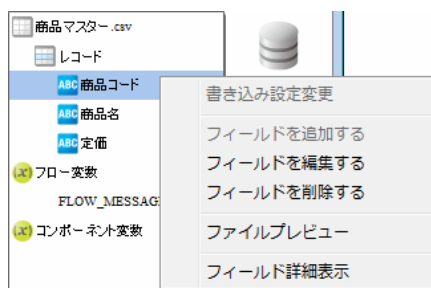 商品マスター.csv
レコード
ABC 商品コード
ABC 商品名
ABC 定価
(x) フロー変数
FLOW_MESSAG
(x) コンポーネント変数
書き込み設定変更
フィールドを追加する
フィールドを編集する
フィールドを削除する
ファイルプレビュー
フィールド詳細表示